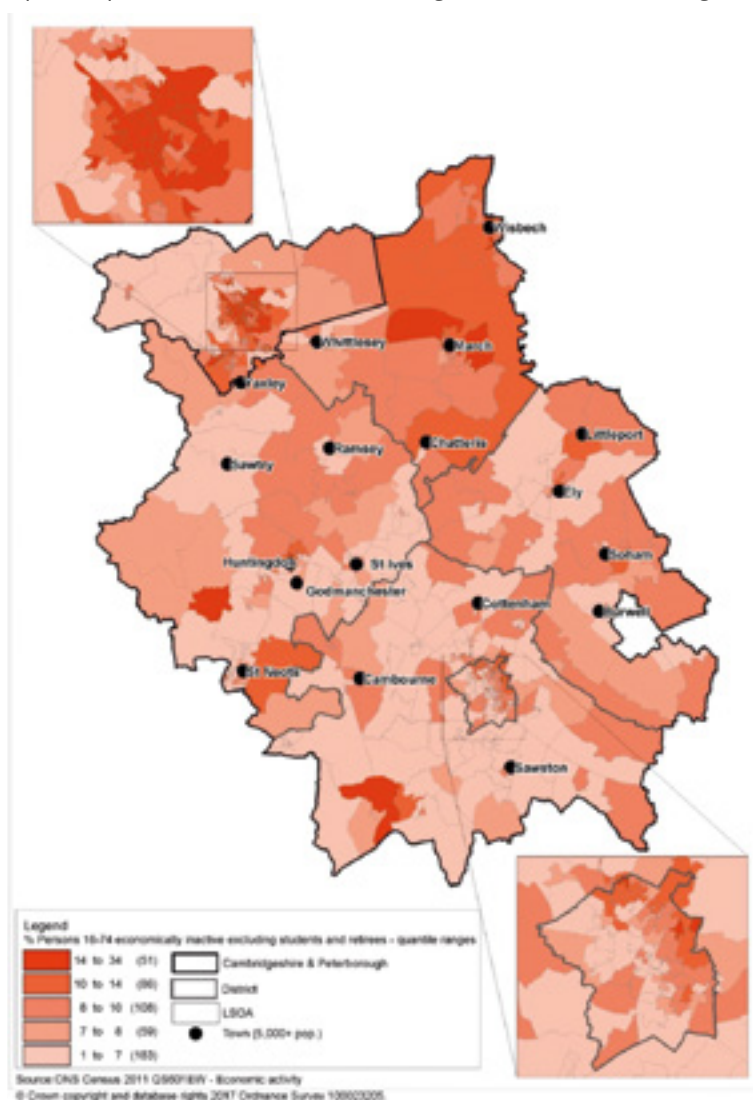 Wisbech
Whittlesey
March
Yaxley
Chatteris
Littleport
Ramsey
Sawtry
Ely
Soham
Huntingdon
St Ives
Godmanchester
Cottenham
Burwell
St Neots
Cambourne
Sawston
Legend
% Persons 16-74 economically inactive excluding students and retirees - quantile ranges
14 to 34 (51)
10 to 14 (86)
8 to 10 (108)
7 to 8 (59)
1 to 7 (183)
Cambridgeshire & Peterborough
District
LSOA
Town (5,000+ pop.)
Source:ONS Census 2011 QS601EW - Economic activity
© Crown copyright and database rights 2017 Ordnance Survey 100023205.